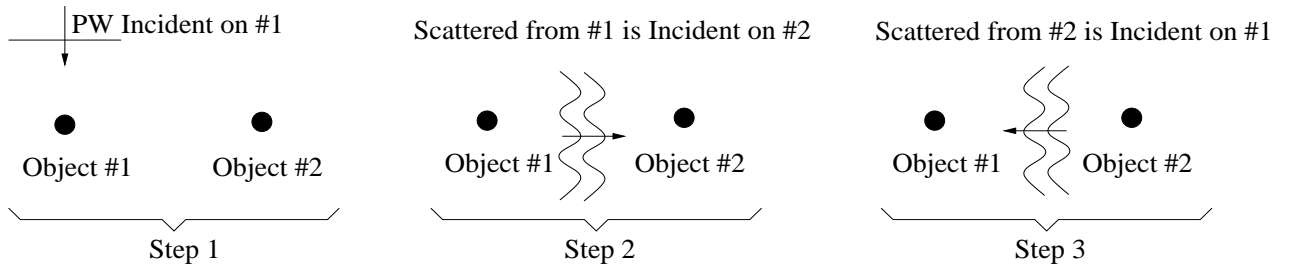 PW Incident on #1
Object #1
Object #2
Step 1
Scattered from #1 is Incident on #2
Object #1
Object #2
Step 2
Scattered from #2 is Incident on #1
Object #1
Object #2
Step 3